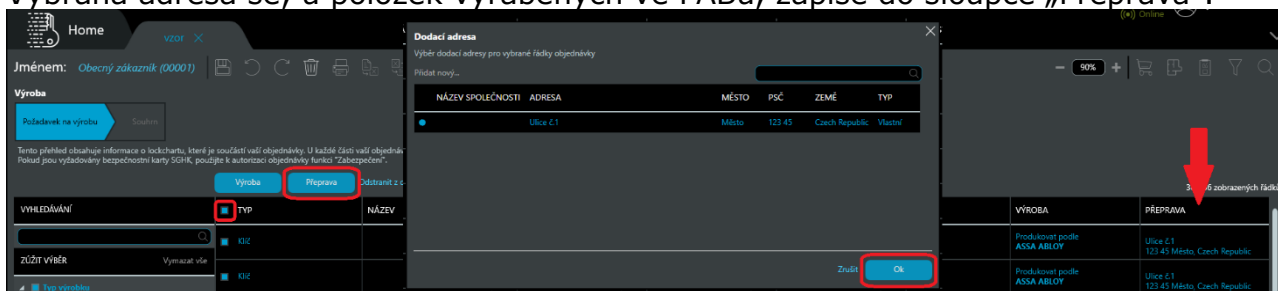 Vybraná adresa se, u položek vyráběných ve FABu, zapíše do sloupce „Přeprava“.
Home
vzor
Online
Jménem: Obecný zákazník (00001)
90%
Výroba
Požadavek na výrobu
Souhrn
Tento přehled obsahuje informace o lockchartu, které je součástí vaší objednávky. U každé části vaší objednáv
Pokud jsou vyžadovány bezpečnostní karty SGHK, použijte k autorizaci objednávky funkci "Zabezpečení".
Výroba
Přeprava
Odstranit z
zobrazených řádků
VYHLEDÁVÁNÍ
TYP
NÁZEV
VÝROBA
PŘEPRAVA
Klíč
Produkovat podle
ASSA ABLOY
Ulice č.1
123 45 Město, Czech Republic
ZÚŽIT VÝBĚR
Vymazat vše
Klíč
Produkovat podle
ASSA ABLOY
Ulice č.1
123 45 Město, Czech Republic
Typ výrobku
Dodací adresa
Výběr dodací adresy pro vybrané řádky objednávky
Přidat nový...
NÁZEV SPOLEČNOSTI
ADRESA
MĚSTO
PSČ
ZEMĚ
TYP
Ulice č.1
Město
123 45
Czech Republic
Vlastní
Zrušit
Ok